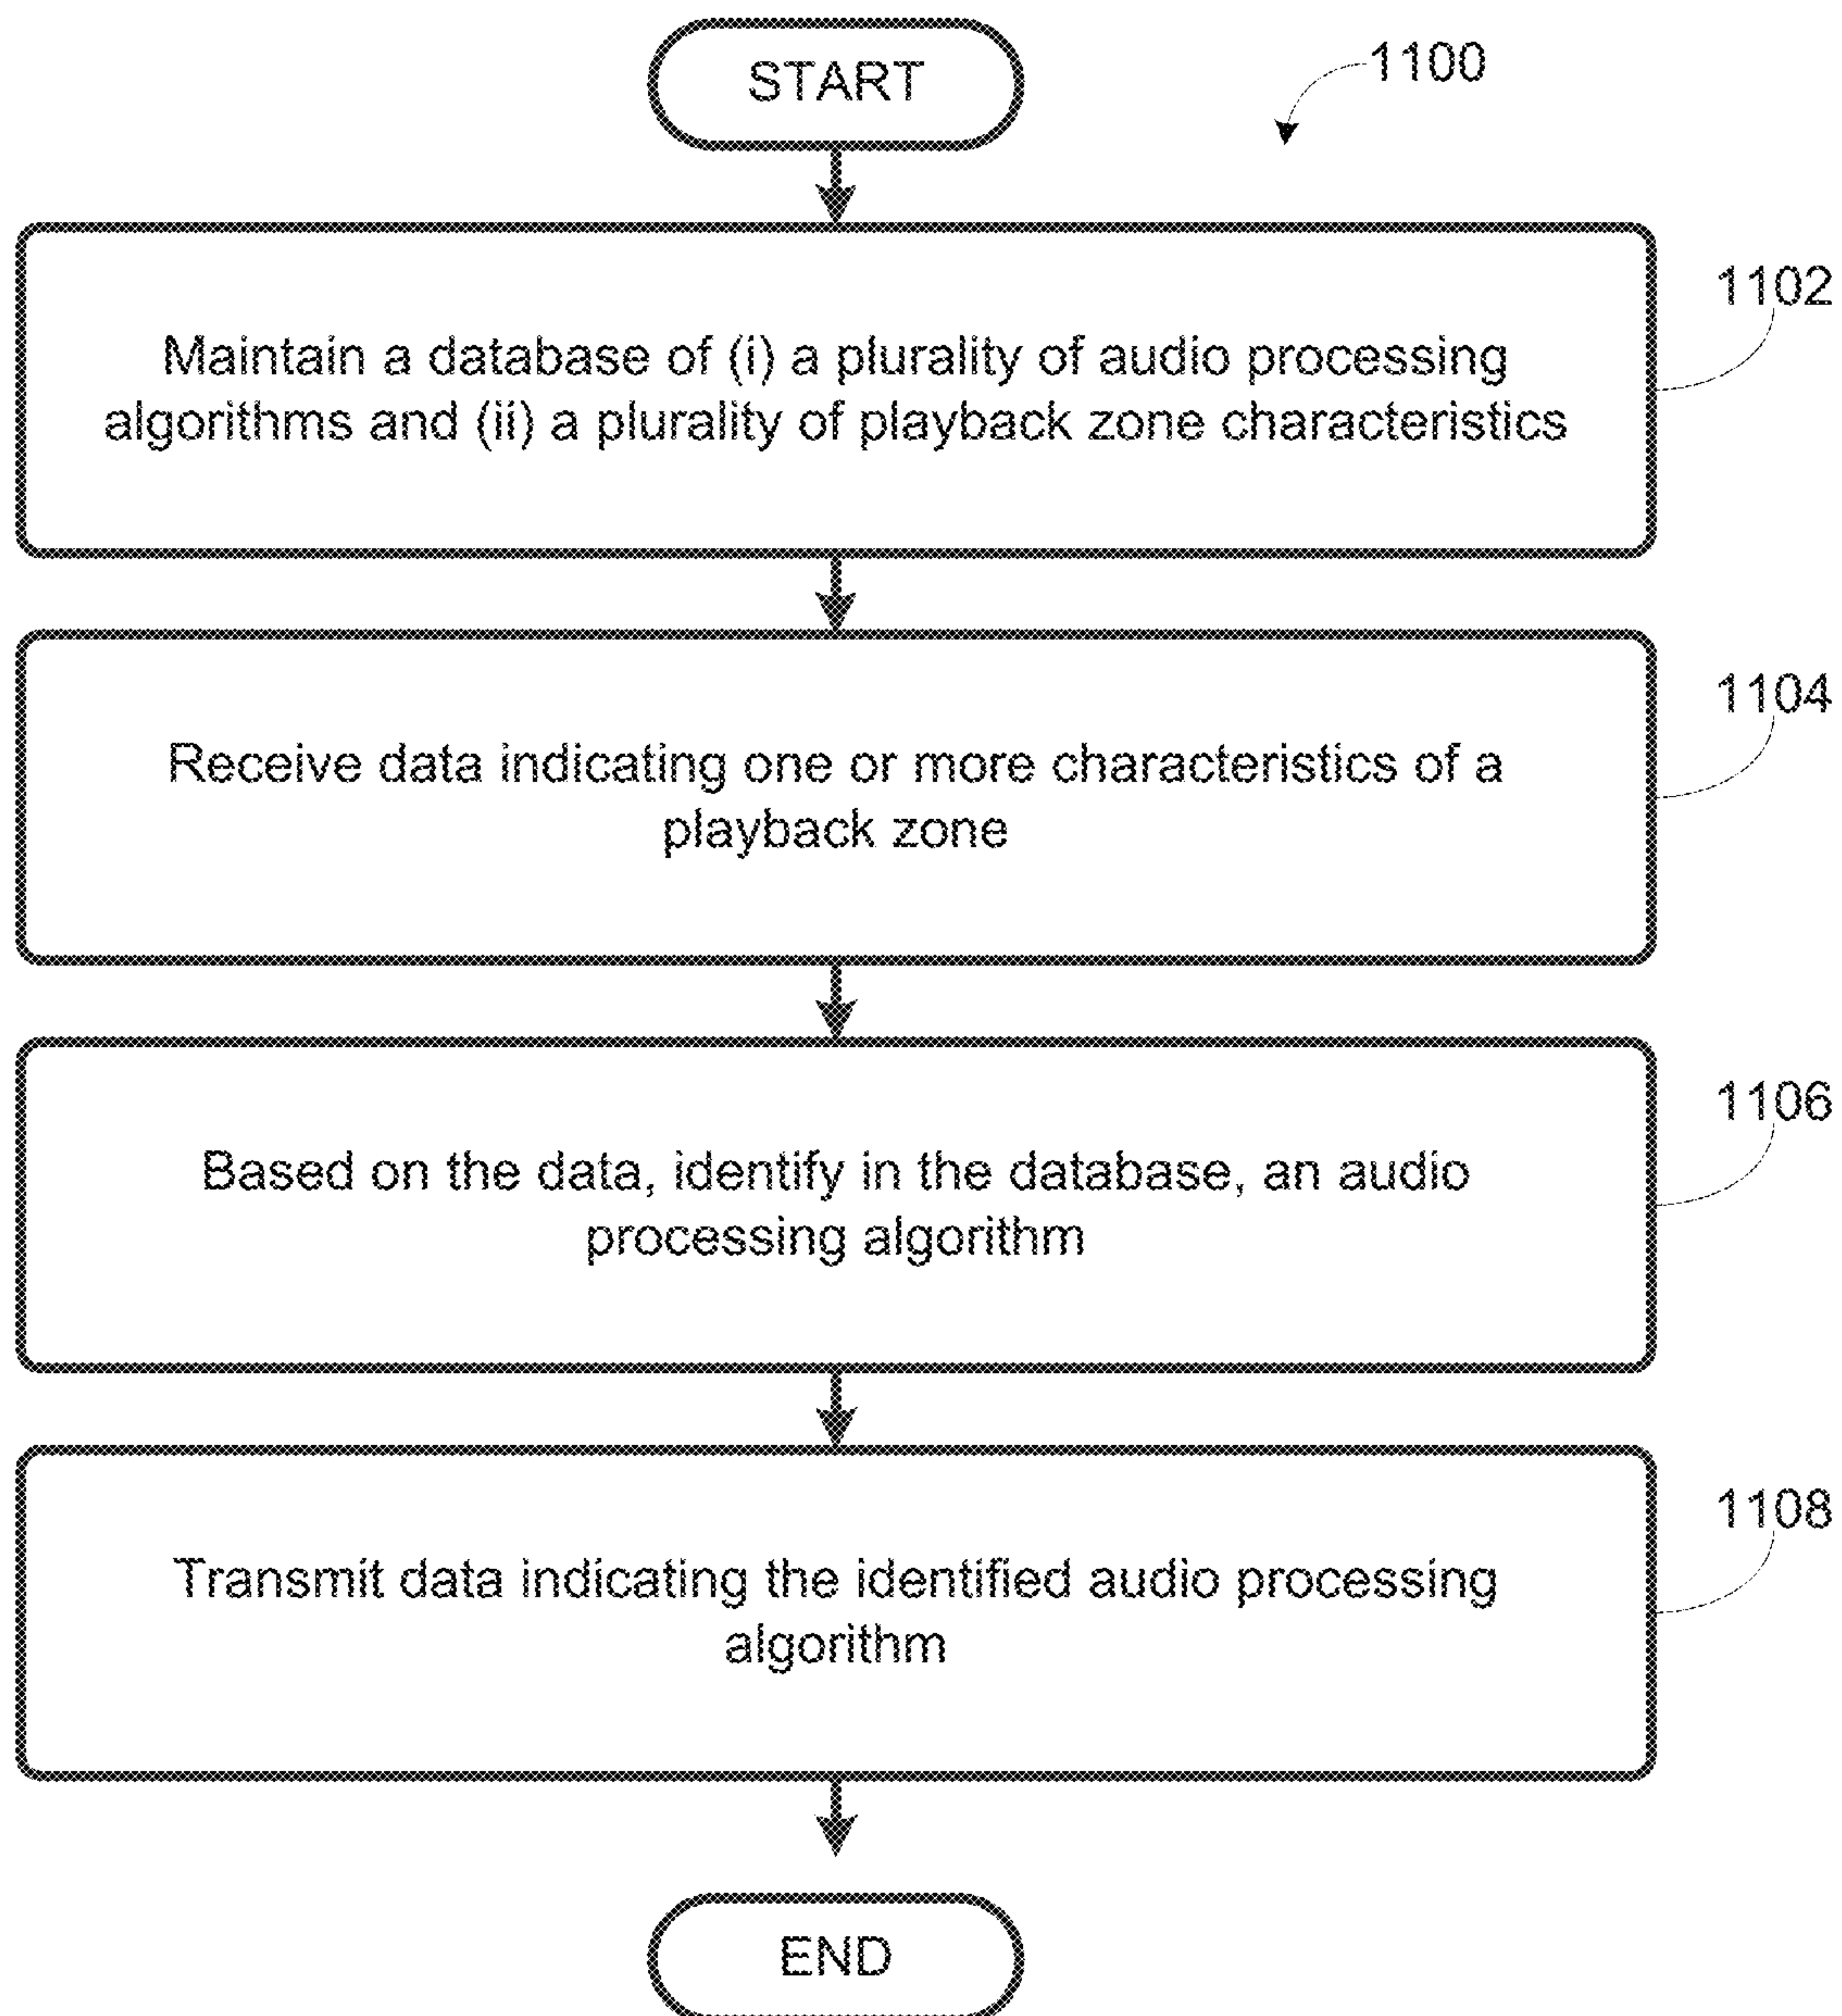 START
1100
1102
Maintain a database of (i) a plurality of audio processing
algorithms and (ii) a plurality of playback zone characteristics
1104
Receive data indicating one or more characteristics of a
playback zone
1106
Based on the data, identify in the database, an audio
processing algorithm
1108
Transmit data indicating the identified audio processing
algorithm
END